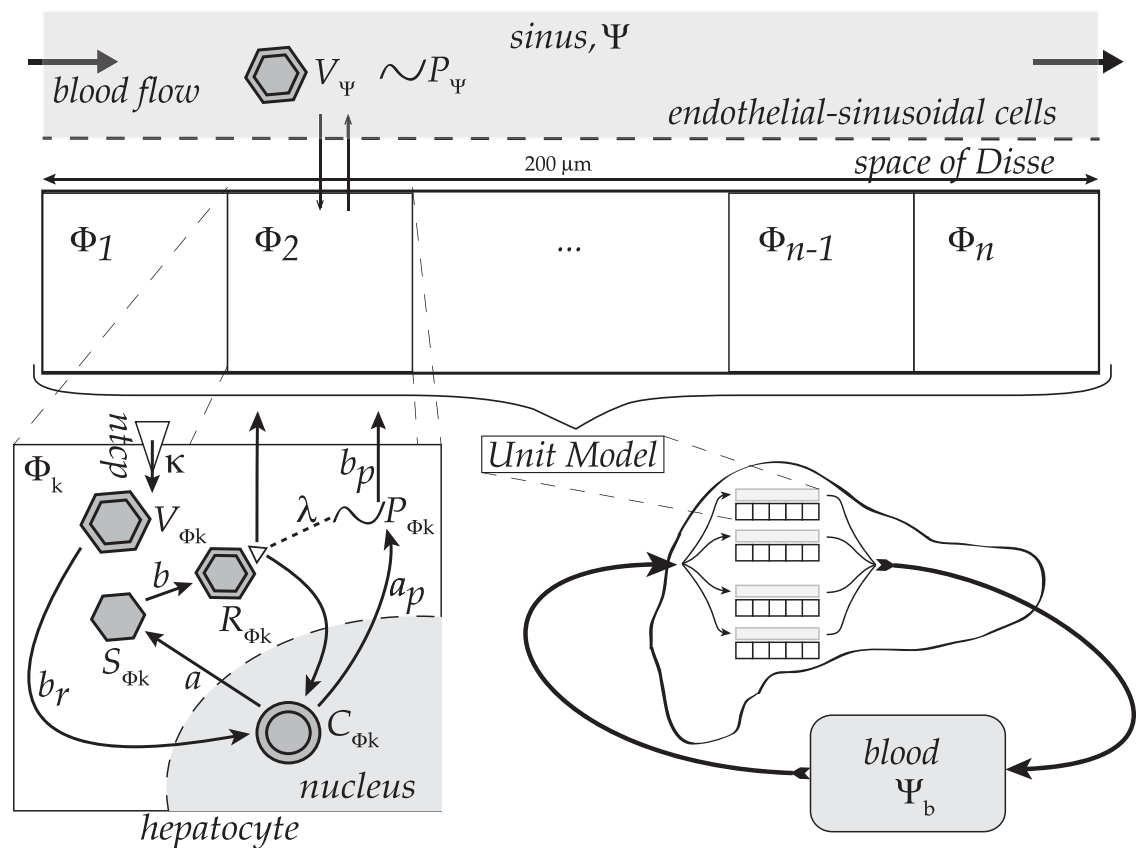 sinus, Ψ
V_Ψ
P_Ψ
blood flow
endothelial-sinusoidal cells
200 µm
space of Disse
Φ1
Φ2
...
Φn-1
Φn
ntcp
κ
Φk
V_Φk
b_p
λ
P_Φk
b
R_Φk
a_p
S_Φk
a
b_r
C_Φk
nucleus
hepatocyte
Unit Model
blood
Ψ_b